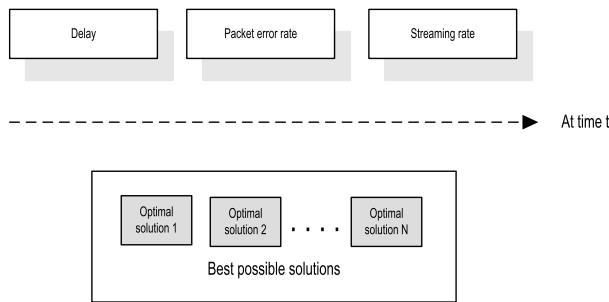 Delay
Packet error rate
Streaming rate
At time t
Optimal
solution 1
Optimal
solution 2
. . . .
Optimal
solution N
Best possible solutions